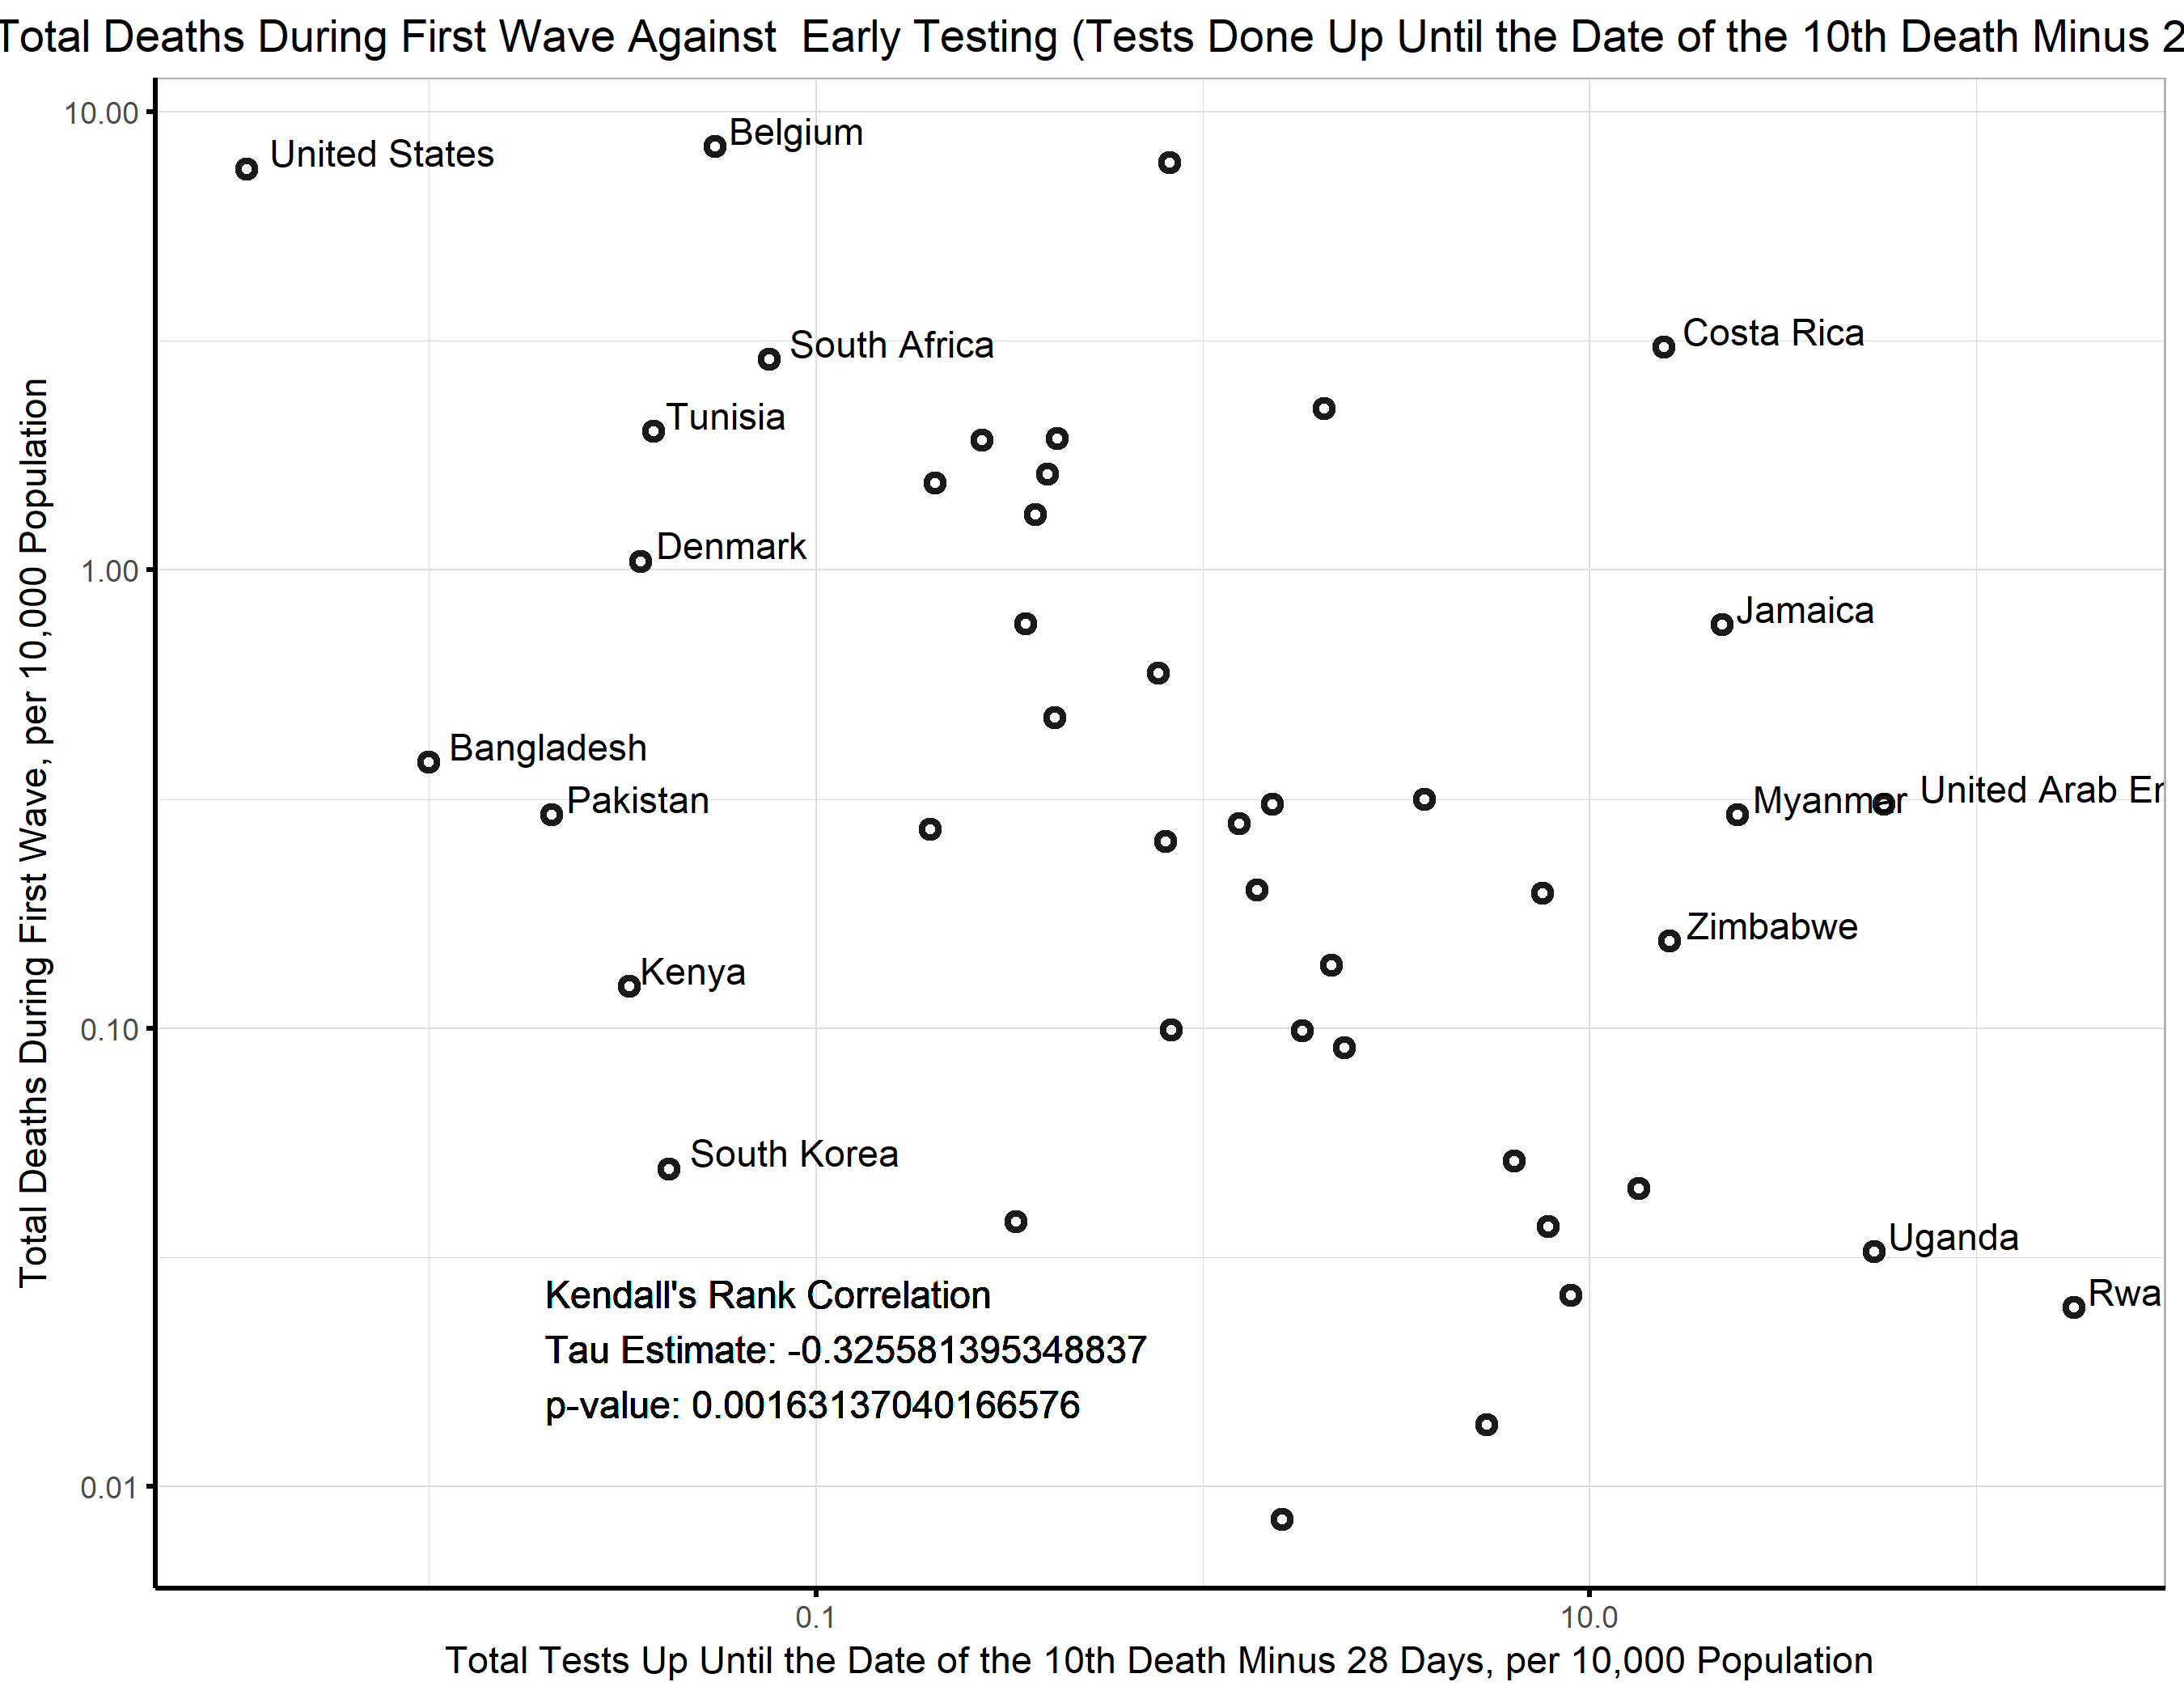 Total Deaths During First Wave Against  Early Testing (Tests Done Up Until the Date of the 10th Death Minus 2
10.00
Belgium
United States
Costa Rica
South Africa
Tunisia
Total Deaths During First Wave, per 10,000 Population
1.00
Denmark
Jamaica
Bangladesh
Pakistan
Myanmar
United Arab Er
Zimbabwe
Kenya
0.10
South Korea
Uganda
Rwa
Kendall's Rank Correlation
Tau Estimate: -0.325581395348837
p-value: 0.00163137040166576
0.01
0.1
10.0
Total Tests Up Until the Date of the 10th Death Minus 28 Days, per 10,000 Population